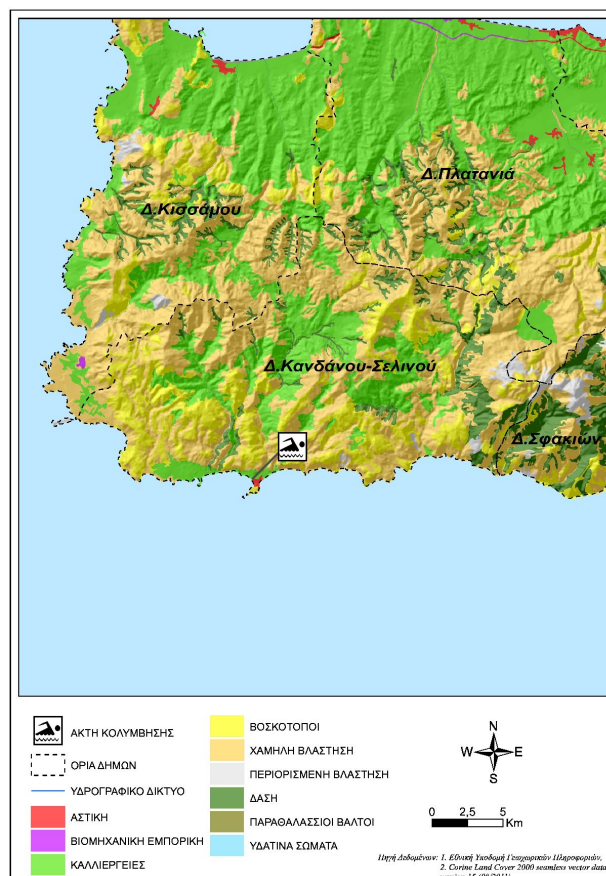 Δ.Πλατανιά
Δ.Κισσάμου
Δ.Κανδάνου-Σελινού
Δ.Σφακιών
ΑΚΤΗ ΚΟΛΥΜΒΗΣΗΣ
ΟΡΙΑ ΔΗΜΩΝ
ΥΔΡΟΓΡΑΦΙΚΟ ΔΙΚΤΥΟ
ΑΣΤΙΚΗ
ΒΙΟΜΗΧΑΝΙΚΗ ΕΜΠΟΡΙΚΗ
ΚΑΛΛΙΕΡΓΕΙΕΣ
ΒΟΣΚΟΤΟΠΟΙ
ΧΑΜΗΛΗ ΒΛΑΣΤΗΣΗ
ΠΕΡΙΟΡΙΣΜΕΝΗ ΒΛΑΣΤΗΣΗ
ΔΑΣΗ
ΠΑΡΑΘΑΛΑΣΣΙΟΙ ΒΑΛΤΟΙ
ΥΔΑΤΙΝΑ ΣΩΜΑΤΑ
N
W E
S
0 2,5 5
Km
Πηγή Δεδομένων: 1. Εθνική Υποδομή Γεωχωρικών Πληροφοριών,
2. Corine Land Cover 2000 seamless vector data